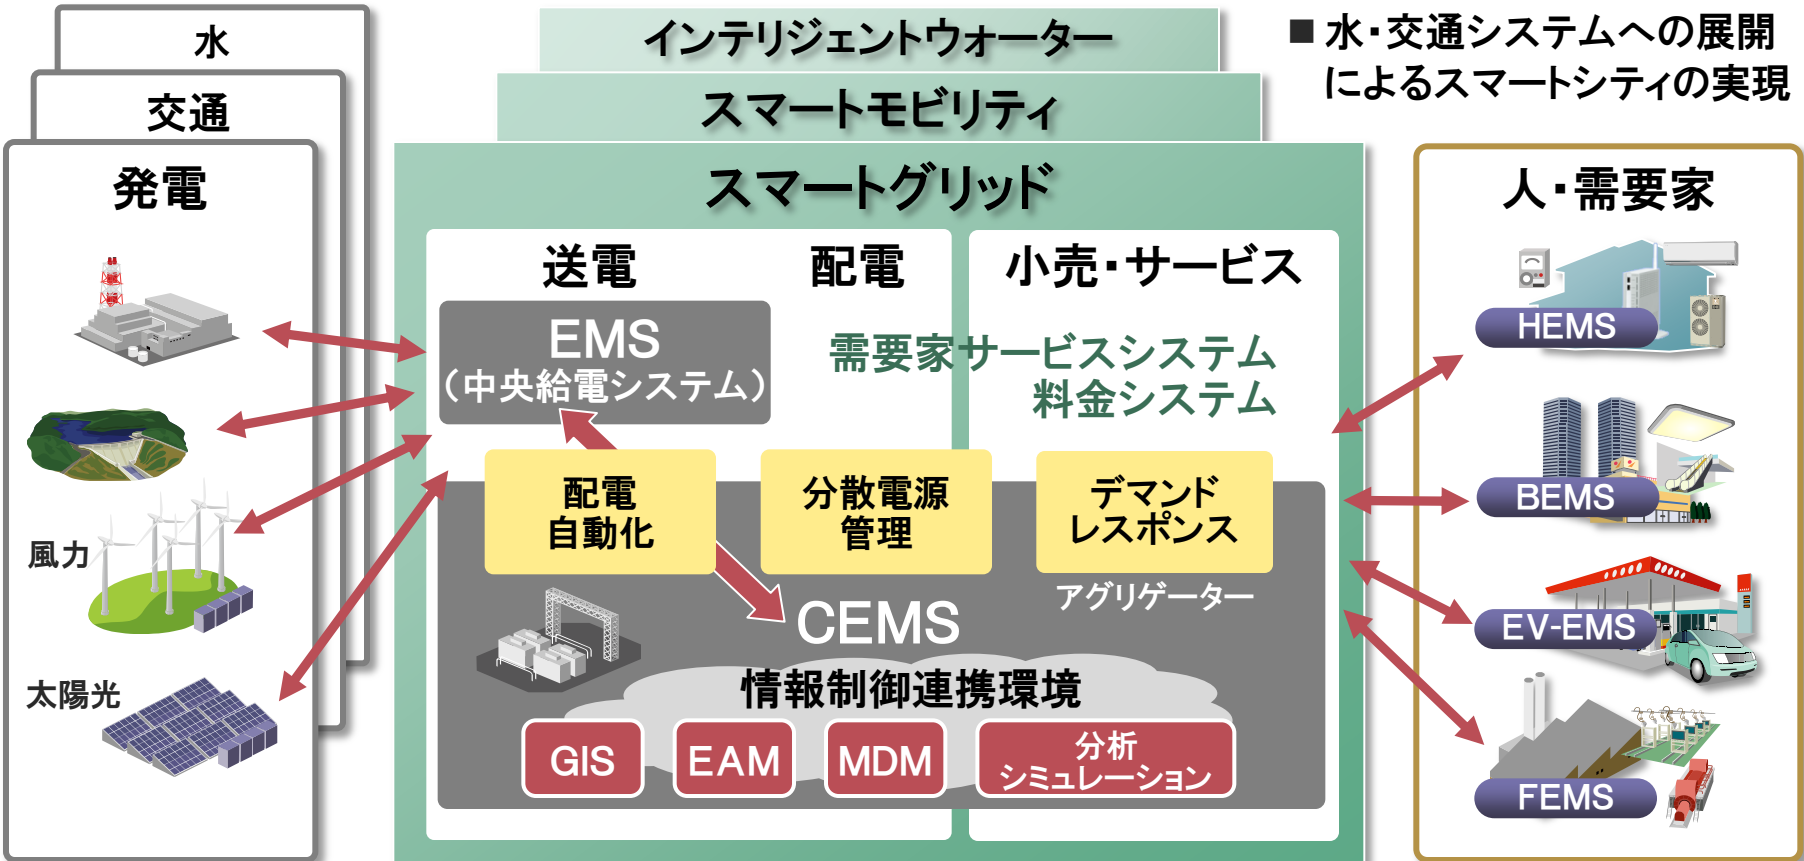 水
交通
発電
風力
太陽光
インテリジェントウォーター
スマートモビリティ
スマートグリッド
送電
配電
小売・サービス
EMS
（中央給電システム）
需要家サービスシステム
料金システム
配電
自動化
分散電源
管理
デマンド
レスポンス
アグリゲーター
CEMS
情報制御連携環境
GIS
EAM
MDM
分析
シミュレーション
■ 水・交通システムへの展開
によるスマートシティの実現
人・需要家
HEMS
BEMS
EV-EMS
FEMS